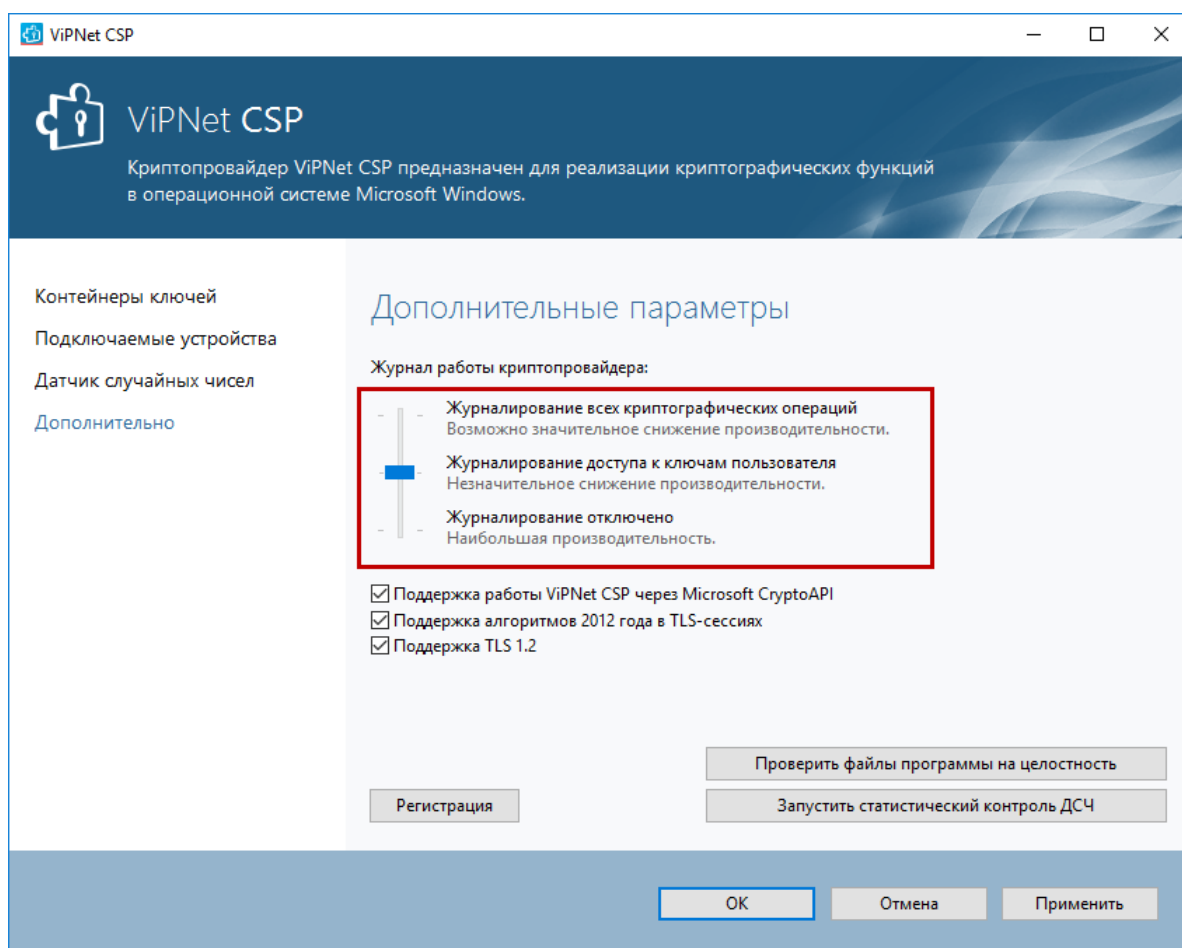 ViPNet CSP
ViPNet CSP
Криптопровайдер ViPNet CSP предназначен для реализации криптографических функций
в операционной системе Microsoft Windows.
Контейнеры ключей
Подключаемые устройства
Датчик случайных чисел
Дополнительно
Дополнительные параметры
Журнал работы криптопровайдера:
Журналирование всех криптографических операций
Возможно значительное снижение производительности.
Журналирование доступа к ключам пользователя
Незначительное снижение производительности.
Журналирование отключено
Наибольшая производительность.
Поддержка работы ViPNet CSP через Microsoft CryptoAPI
Поддержка алгоритмов 2012 года в TLS-сессиях
Поддержка TLS 1.2
Проверить файлы программы на целостность
Регистрация
Запустить статистический контроль ДСЧ
OK
Отмена
Применить